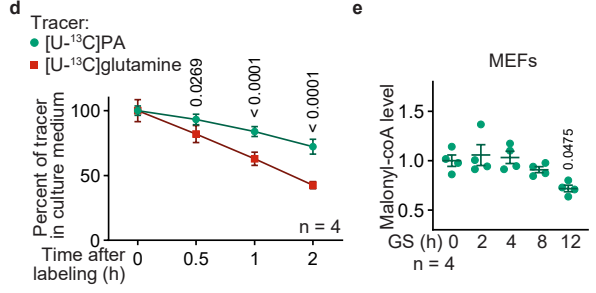 d
Tracer:
[U-¹³C]PA
[U-¹³C]glutamine
0.0269
< 0.0001
< 0.0001
Percent of tracer
in culture medium
100
50
0
n = 4
0 0.5 1 2
Time after
labeling (h)
e
MEFs
Malonyl-coA level
1.5
1.0
0.5
0.0475
GS (h) 0 2 4 8 12
n = 4